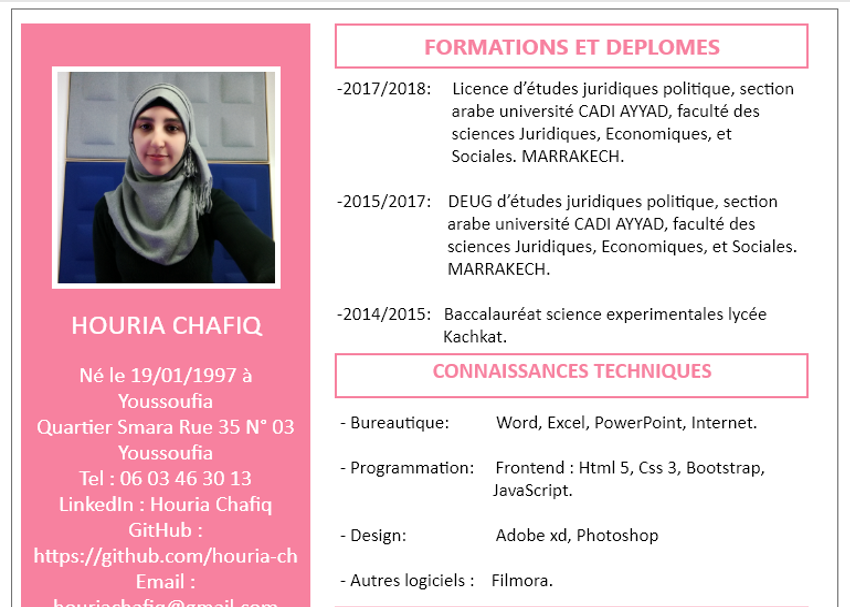 HOURIA CHAFIQ
Né le 19/01/1997 à
Youssoufia
Quartier Smara Rue 35 N° 03
Youssoufia
Tel : 06 03 46 30 13
LinkedIn : Houria Chafiq
GitHub :
https://github.com/houria-ch
Email :
houriachafiq@gmail.com
FORMATIONS ET DEPLOMES
-2017/2018: Licence d’études juridiques politique, section
arabe université CADI AYYAD, faculté des
sciences Juridiques, Economiques, et
Sociales. MARRAKECH.
-2015/2017: DEUG d’études juridiques politique, section
arabe université CADI AYYAD, faculté des
sciences Juridiques, Economiques, et Sociales.
MARRAKECH.
-2014/2015: Baccalauréat science experimentales lycée
Kachkat.
CONNAISSANCES TECHNIQUES
- Bureautique: Word, Excel, PowerPoint, Internet.
- Programmation: Frontend : Html 5, Css 3, Bootstrap,
JavaScript.
- Design: Adobe xd, Photoshop
- Autres logiciels : Filmora.